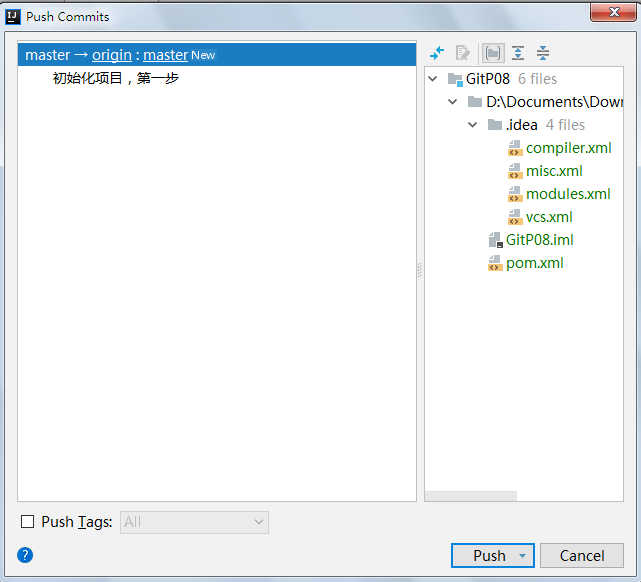 Push Commits
master → origin : master New
初始化项目，第一步
GitP08 6 files
D:\Documents\Down
.idea 4 files
compiler.xml
misc.xml
modules.xml
vcs.xml
GitP08.iml
pom.xml
Push Tags: All
?
Push
Cancel